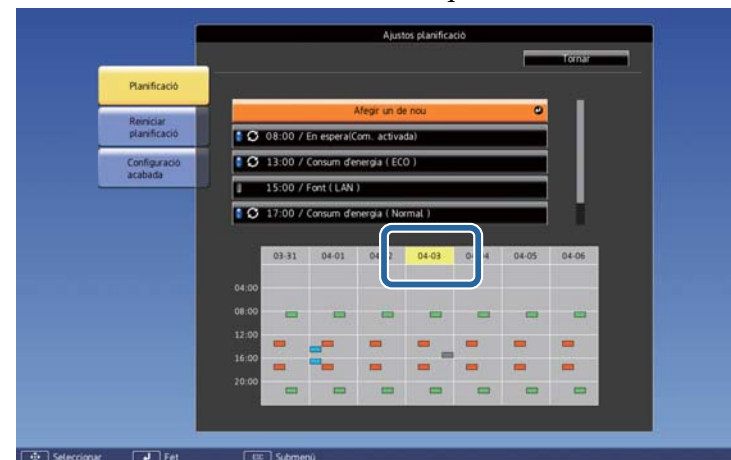 Ajustos planificació
Tornar
Planificació
Reiniciar
planificació
Configuració
acabada
Afegir un de nou
08:00 / En espera(Com. activada)
13:00 / Consum d'energia ( ECO )
15:00 / Font ( LAN )
17:00 / Consum d'energia ( Normal )
03-31 04-01 04-03 04-05 04-06
04:00
08:00
12:00
16:00
20:00
Seleccionar Fet ESC Submenú